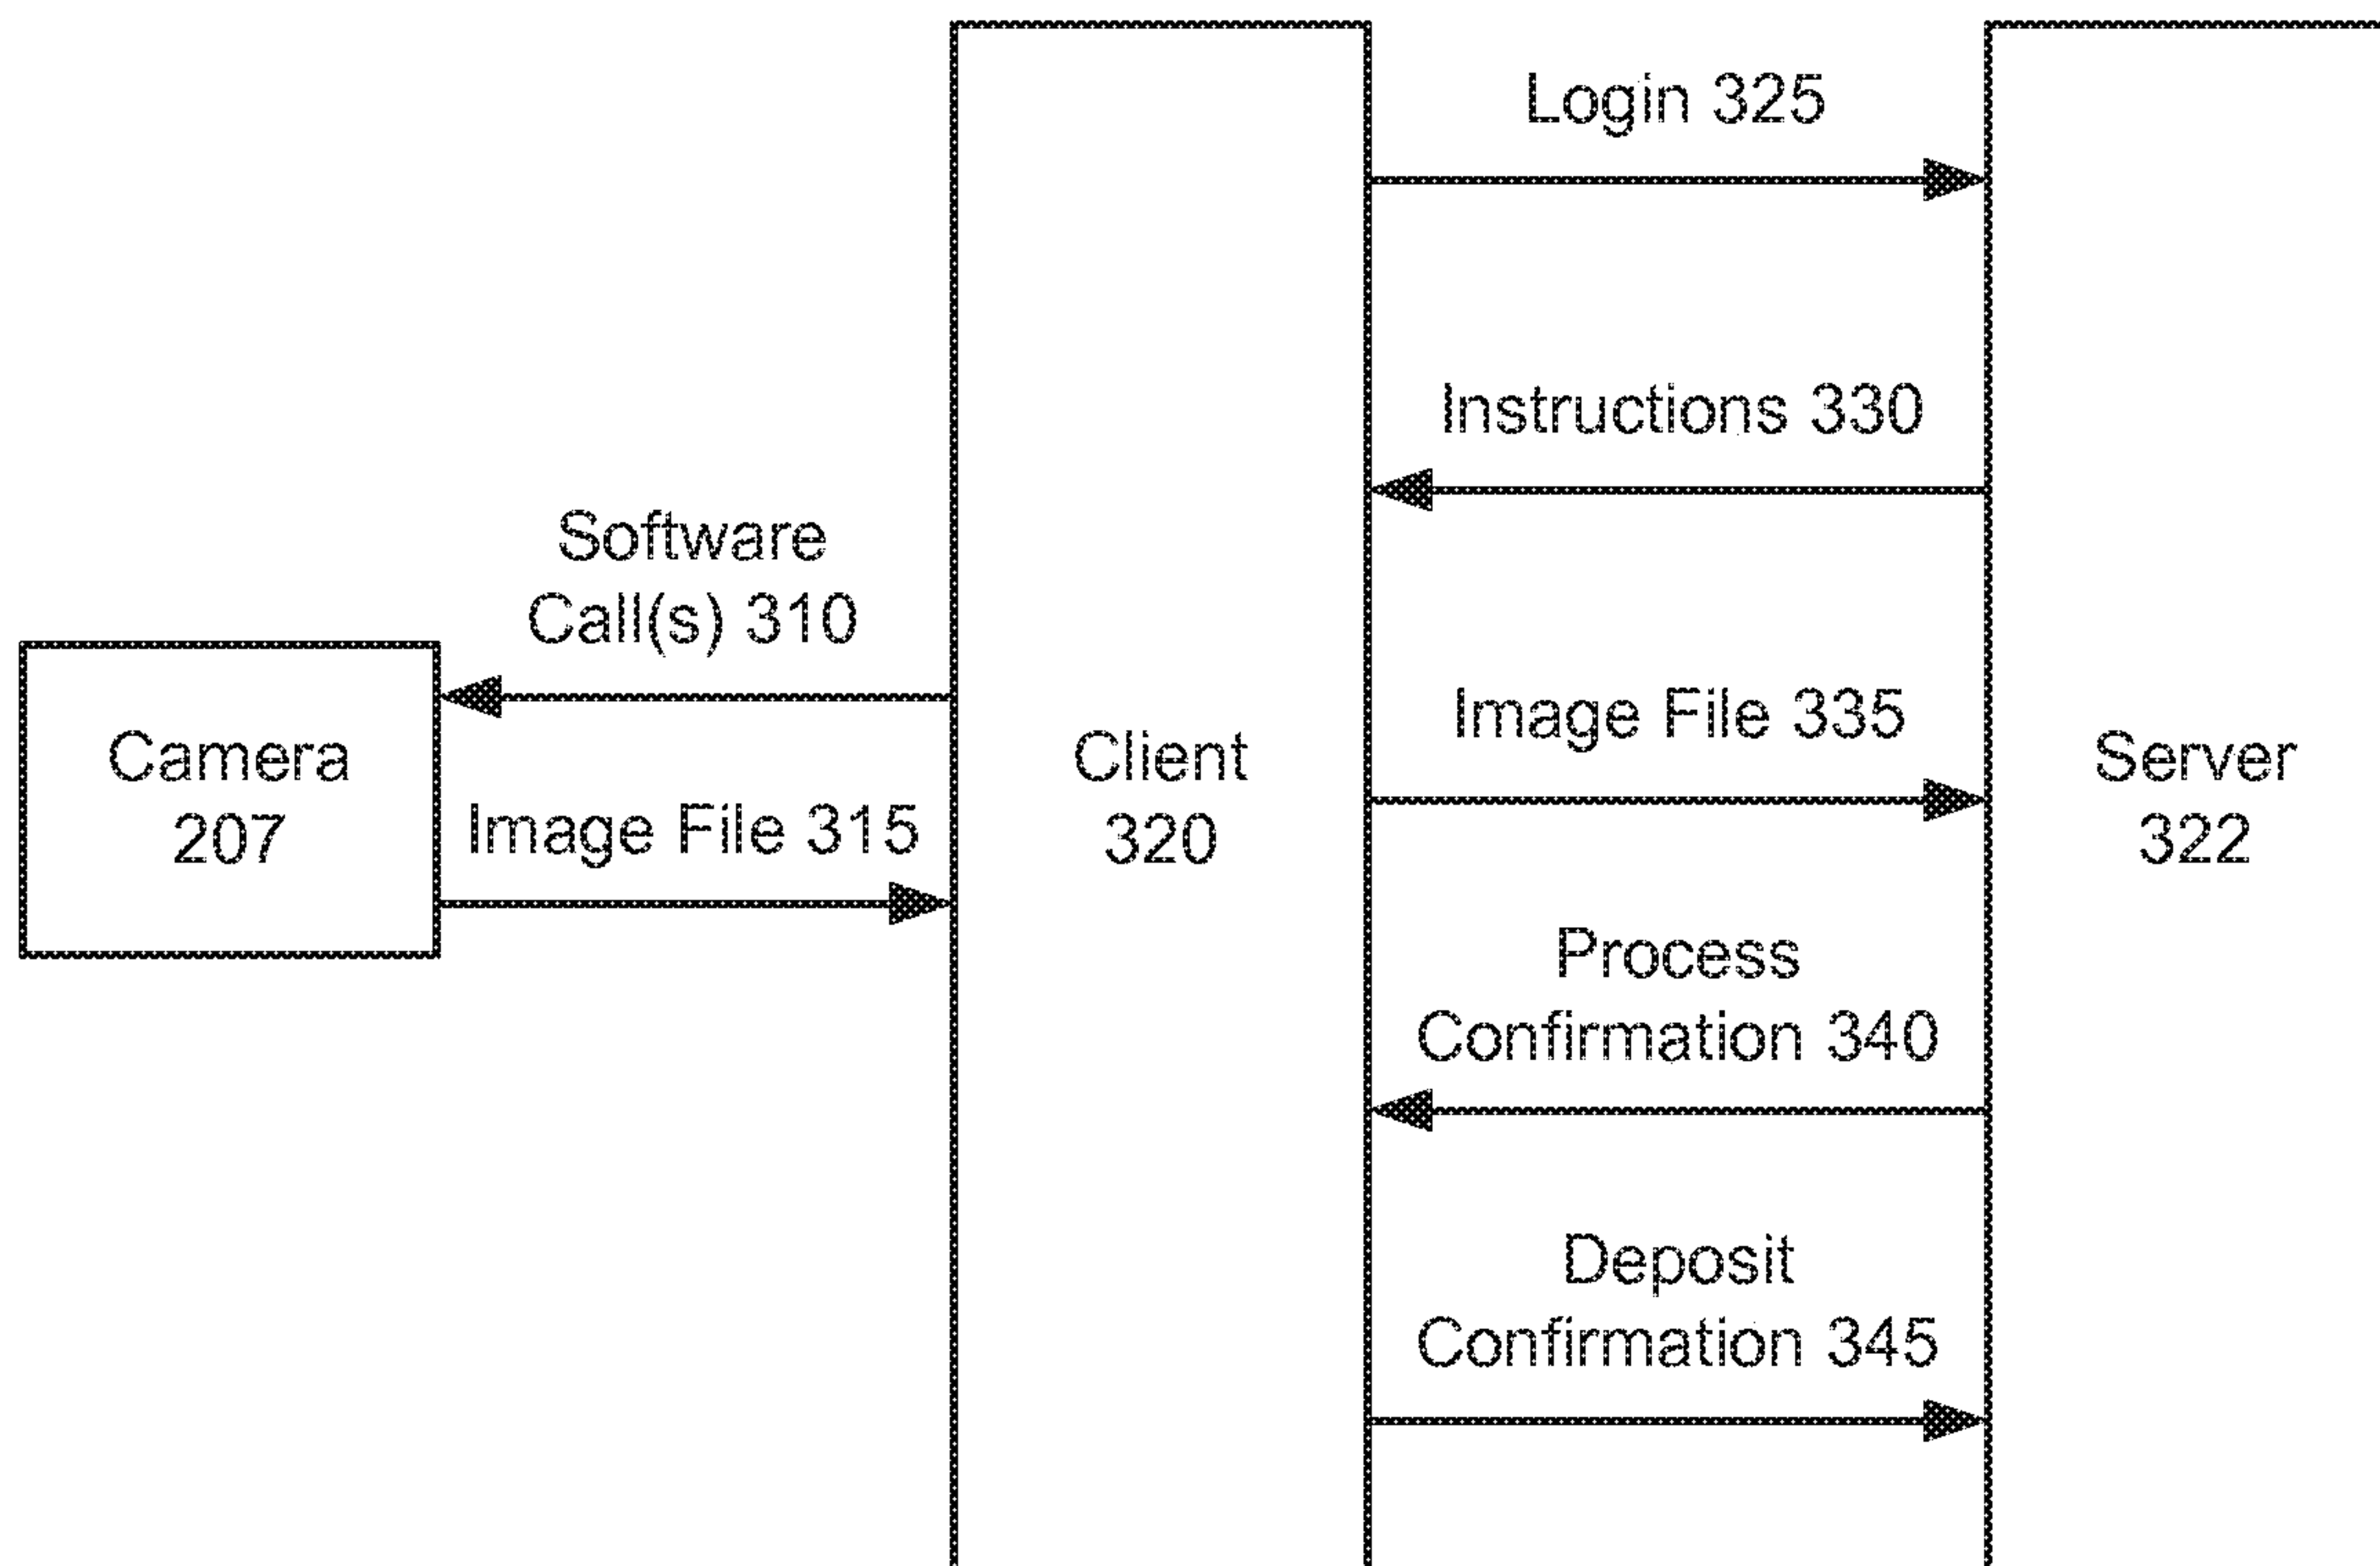 Login 325
Instructions 330
Software
Call(s) 310
Image File 335
Camera
207
Image File 315
Client
320
Server
322
Process
Confirmation 340
Deposit
Confirmation 345